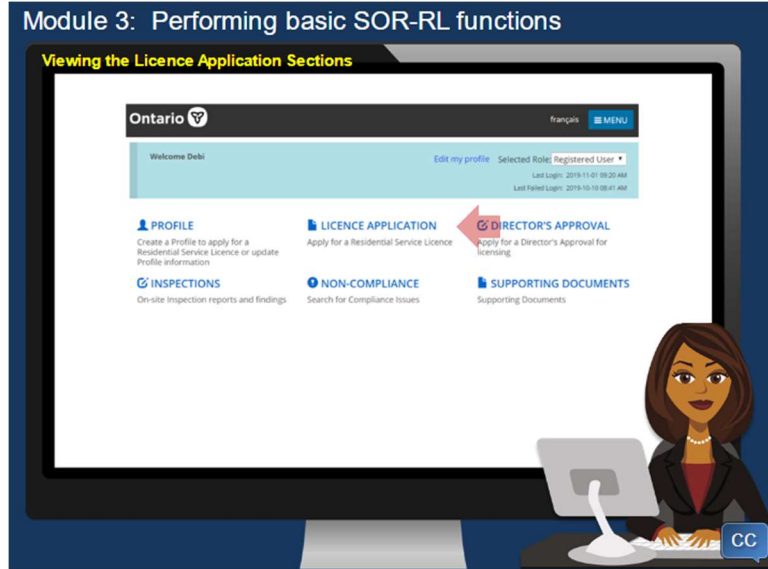 Module 3: Performing basic SOR-RL functions
Viewing the Licence Application Sections
Ontario
français
MENU
Welcome Debi
Edit my profile
Selected Role: Registered User
Last Login: 2019-11-01 09:20 AM
Last Failed Login: 2019-10-10 08:41 AM
PROFILE
Create a Profile to apply for a
Residential Service Licence or update
Profile information
LICENCE APPLICATION
Apply for a Residential Service Licence
DIRECTOR'S APPROVAL
Apply for a Director's Approval for
licensing
INSPECTIONS
On-site Inspection reports and findings
NON-COMPLIANCE
Search for Compliance Issues
SUPPORTING DOCUMENTS
Supporting Documents
CC